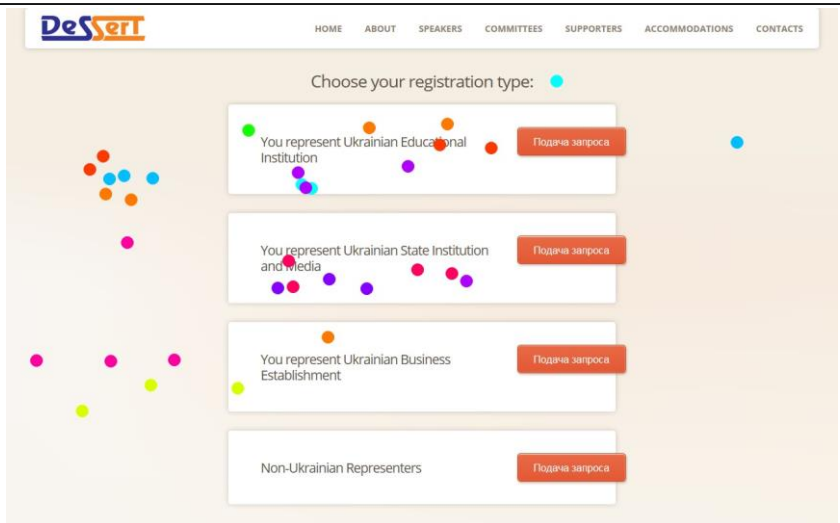 DeSSerT
HOME ABOUT SPEAKERS COMMITTEES SUPPORTERS ACCOMMODATIONS CONTACTS
Choose your registration type:
You represent Ukrainian Educational
Institution
Подача запроса
You represent Ukrainian State Institution
and Media
Подача запроса
You represent Ukrainian Business
Establishment
Подача запроса
Non-Ukrainian Representers
Подача запроса